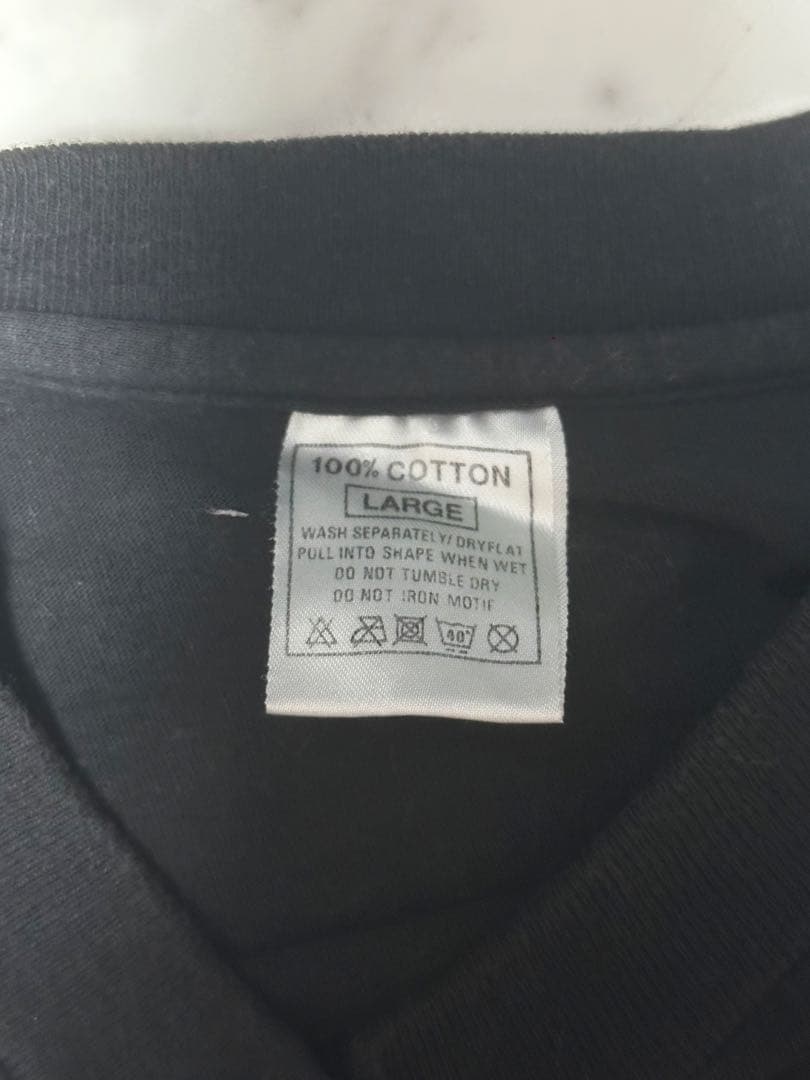 100% COTTON
LARGE
WASH SEPARATELY/DRYFLAT
PULL INTO SHAPE WHEN WET
DO NOT TUMBLE DRY
DO NOT IRON MOTIF
40°